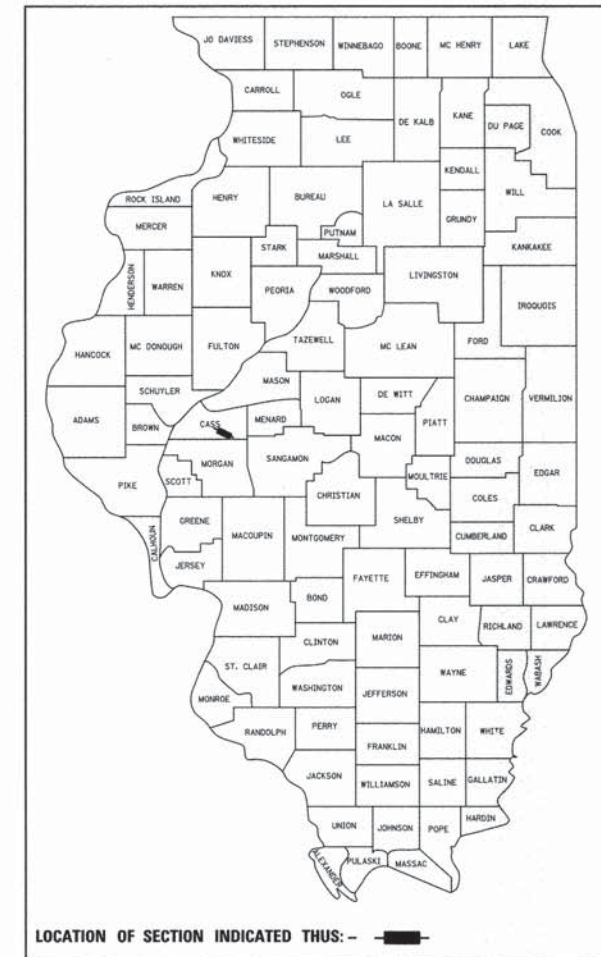 JO DAVIESS STEPHENSON WINNEBAGO BOONE MC HENRY LAKE
CARROLL OGLE DE KALB KANE DU PAGE COOK
WHITESIDE LEE KENDALL WILL
ROCK ISLAND HENRY BUREAU LA SALLE GRUNDY
MERCER PUTNAM KANKAKEE
HENDERSON WARREN KNOX STARK MARSHALL LIVINGSTON
PEORIA WOODFORD IROQUOIS
HANCOCK MC DONOUGH FULTON TAZEWELL MC LEAN FORD
SCHUYLER MASON LOGAN DE WITT CHAMPAIGN VERMILION
ADAMS BROWN CASS MENARD MACON PIATT
PIKE SCOTT MORGAN SANGAMON MOULTRIE DOUGLAS EDGAR
CHRISTIAN COLES
CALHOUN GREENE MACOUPIN MONTGOMERY SHELBY CUMBERLAND CLARK
JERSEY FAYETTE EFFINGHAM JASPER CRAWFORD
MADISON BOND CLAY RICHLAND LAWRENCE
CLINTON MARION
ST. CLAIR WASHINGTON JEFFERSON WAYNE EDWARDS WABASH
MONROE RANDOLPH PERRY HAMILTON WHITE
FRANKLIN
JACKSON WILLIAMSON SALINE GALLATIN
UNION JOHNSON POPE HARDIN
ALEXANDER PULASKI MASSAC
LOCATION OF SECTION INDICATED THUS: -